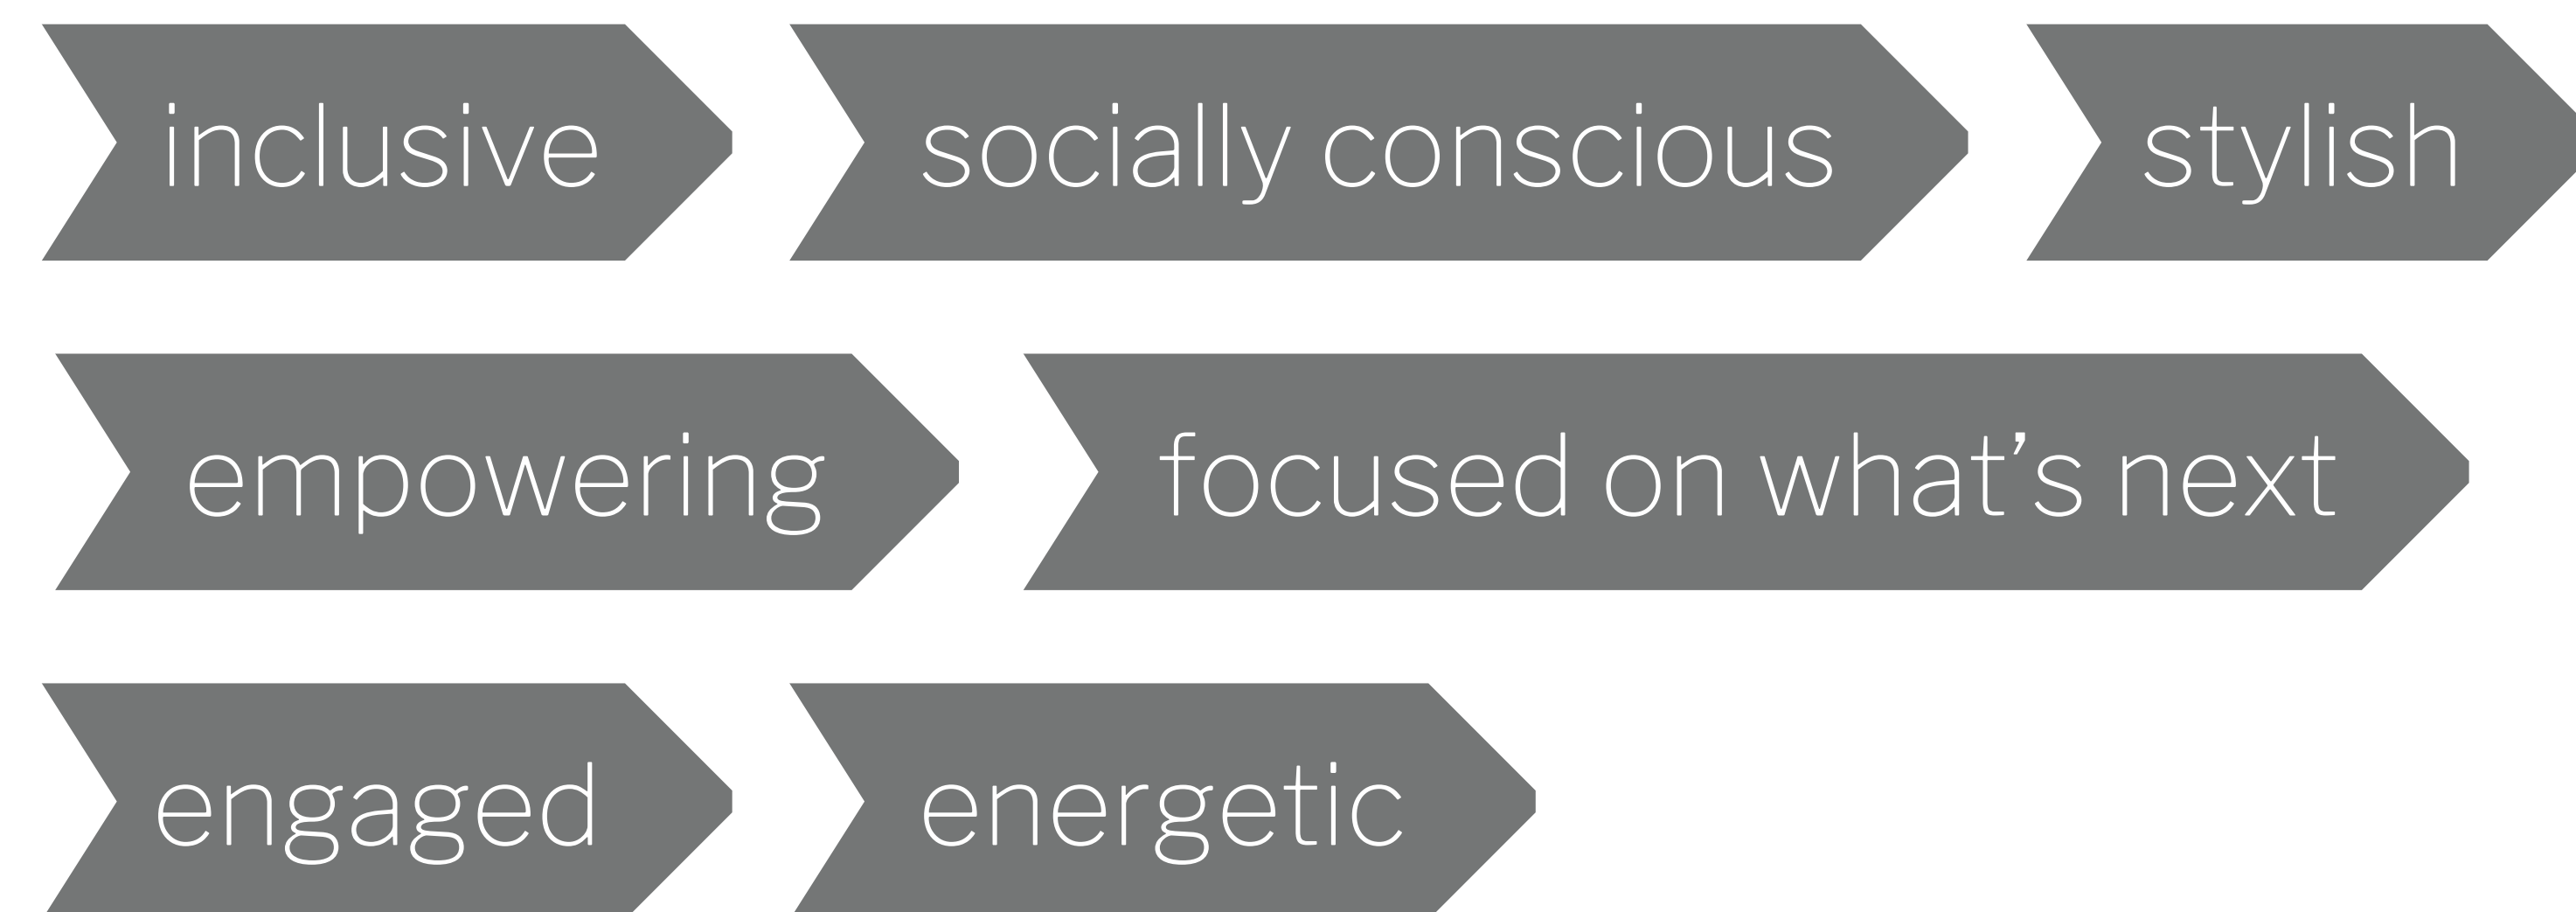 inclusive socially conscious stylish
empowering focused on what’s next
engaged energetic